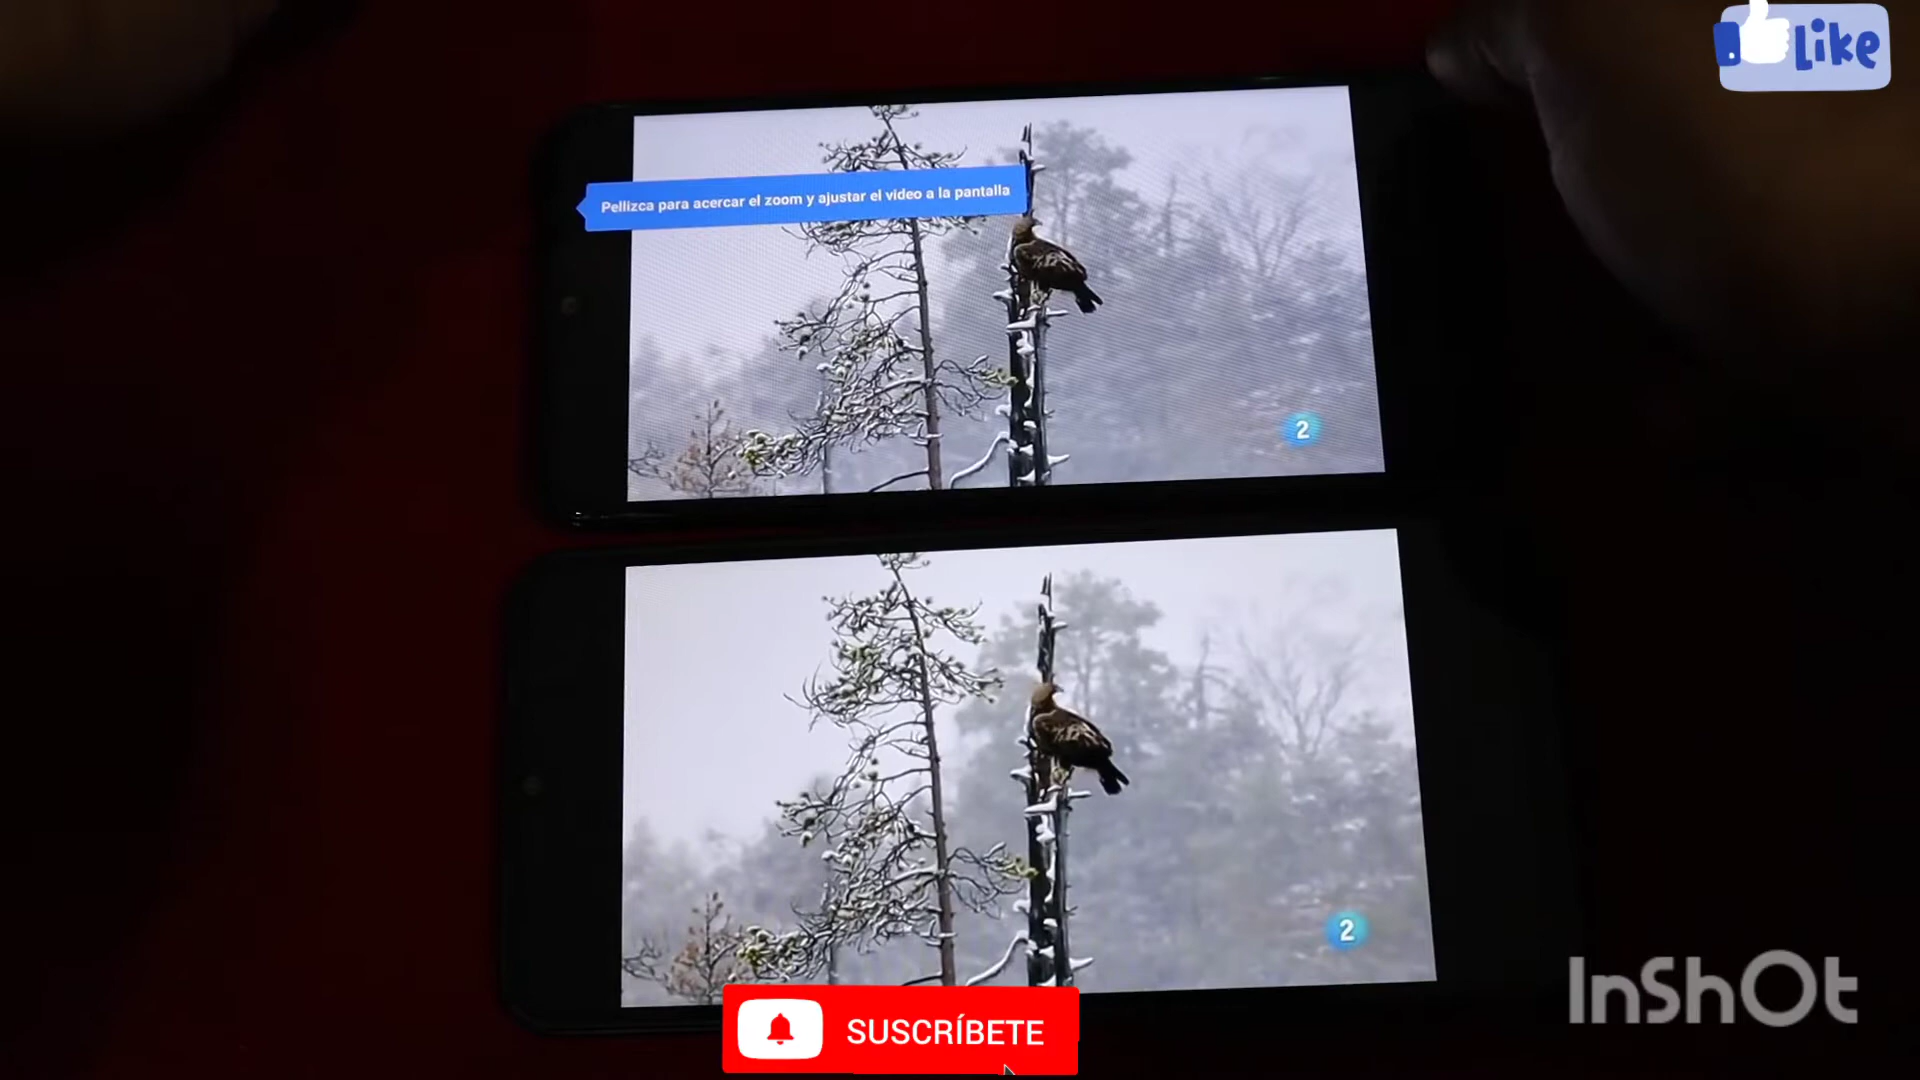 Like
Pellizca para acercar el zoom y ajustar el video a la pantalla
2
2
SUSCRÍBETE
InShOt